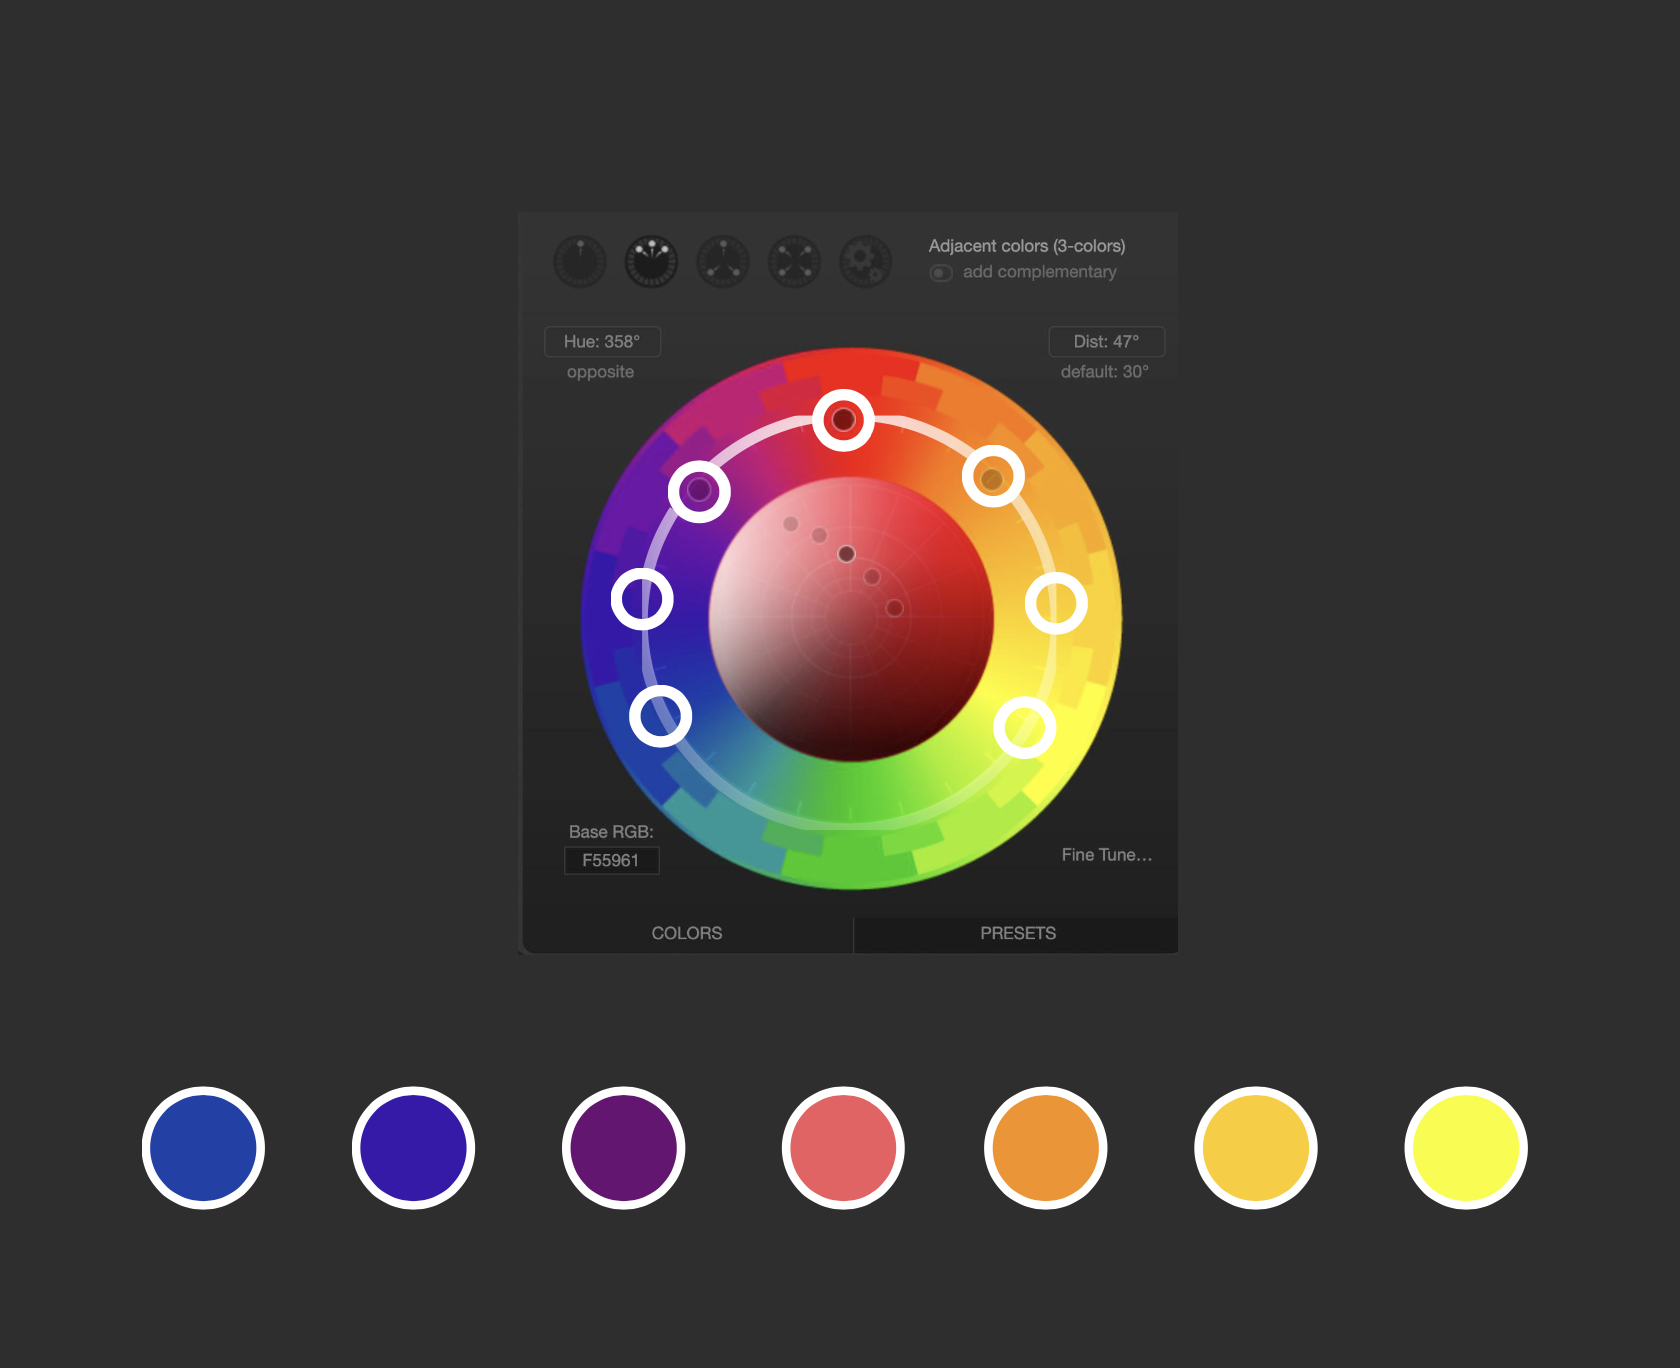 Adjacent colors (3-colors)
add complementary
Hue: 358°
Dist: 47°
opposite
default: 30°
Base RGB:
F55961
Fine Tune...
COLORS
PRESETS